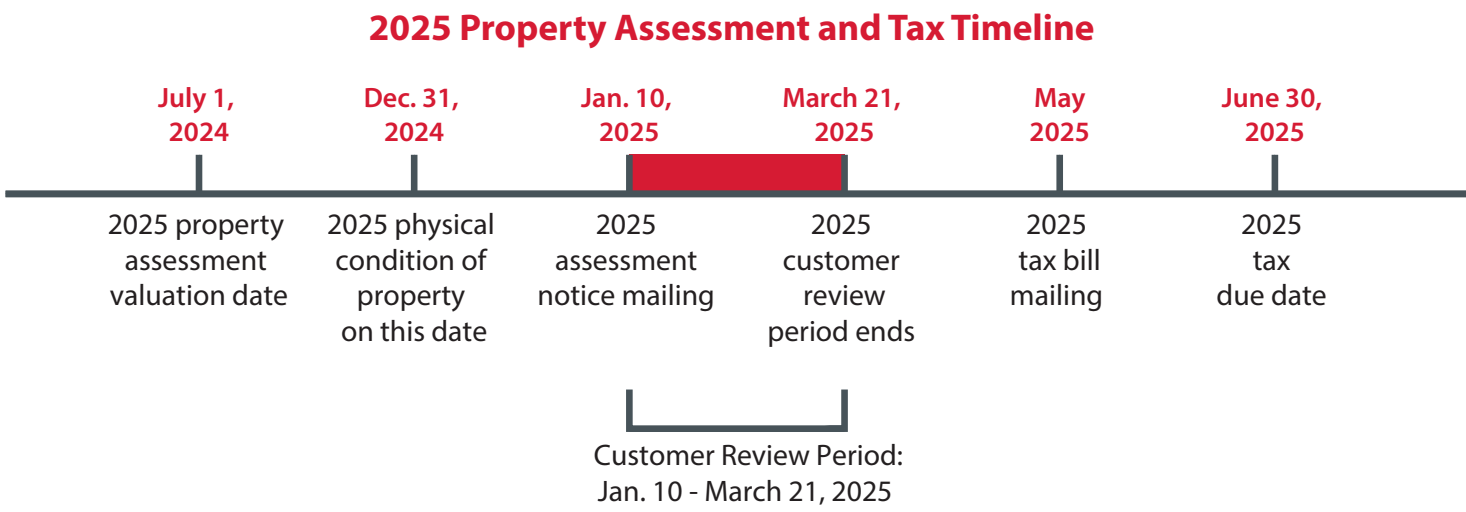 2025 Property Assessment and Tax Timeline
July 1,
2024
Dec. 31,
2024
Jan. 10,
2025
March 21,
2025
May
2025
June 30,
2025
2025 property
assessment
valuation date
2025 physical
condition of
property
on this date
2025
assessment
notice mailing
2025
customer
review
period ends
2025
tax bill
mailing
2025
tax
due date
Customer Review Period:
Jan. 10 - March 21, 2025